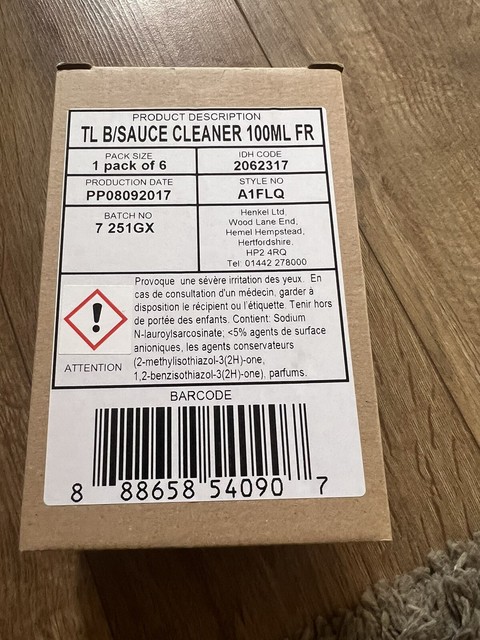 PRODUCT DESCRIPTION
TL B/SAUCE CLEANER 100ML FR
PACK SIZE
1 pack of 6
IDH CODE
2062317
PRODUCTION DATE
PP08092017
STYLE NO
A1FLQ
BATCH NO
7 251GX
Henkel Ltd,
Wood Lane End,
Hemel Hempstead,
Hertfordshire,
HP2 4RQ
Tel: 01442 278000
Provoque une sévère irritation des yeux. En
cas de consultation d'un médecin, garder à
disposition le récipient ou l'étiquette. Tenir hors
de portée des enfants. Contient: Sodium
N-lauroylsarcosinate; <5% agents de surface
anioniques, les agents conservateurs
(2-methylisothiazol-3(2H)-one,
1,2-benzisothiazol-3(2H)-one), parfums.
ATTENTION
BARCODE
8 88658 54090 7